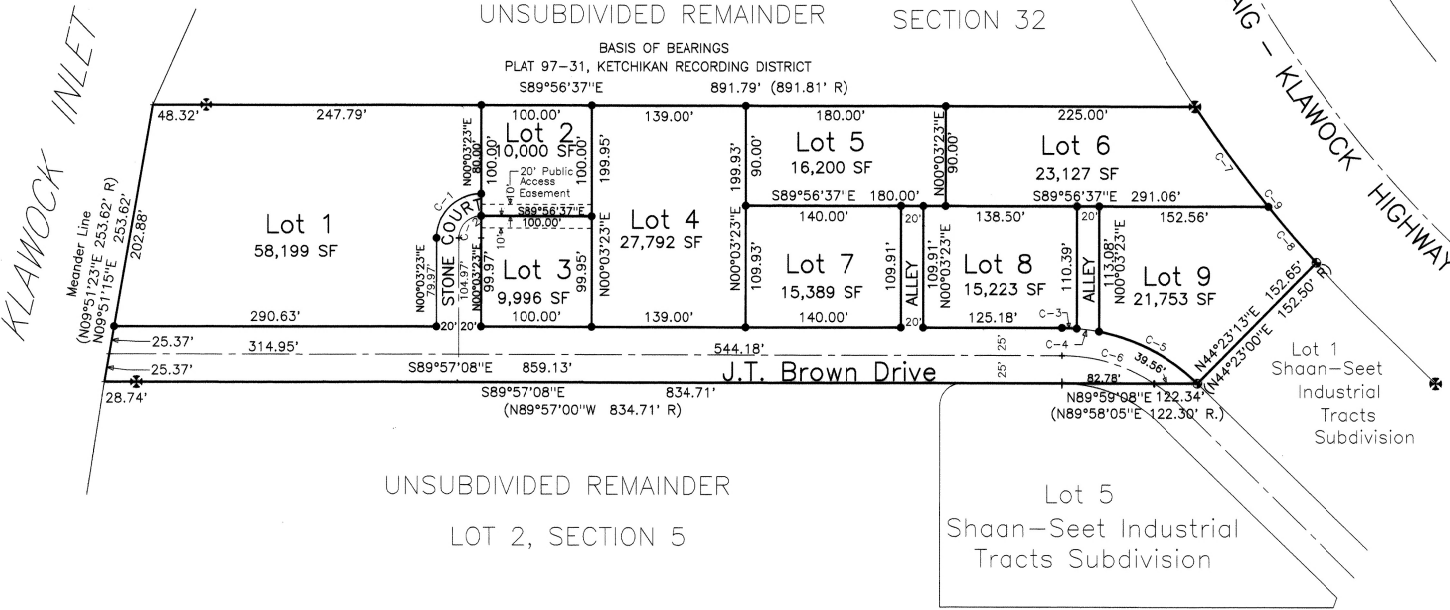 UNSUBDIVIDED REMAINDER SECTION 32
AIG - KLAWOCK HIGHWAY
KLAWOCK INLET
BASIS OF BEARINGS
PLAT 97-31, KETCHIKAN RECORDING DISTRICT
S89°56'37"E 891.79' (891.81' R)
48.32' 247.79' 100.00' 139.00' 180.00' 225.00'
Lot 1
58,199 SF
Lot 2
10,000 SF
N00°03'23"E
80.00'
100.00'
100.00'
199.95'
20' Public
Access
Easement
10'
S89°56'37"E
100.00'
10'
Lot 3
9,996 SF
N00°03'23"E
99.97'
99.95'
N00°03'23"E
Lot 4
27,792 SF
199.93'
N00°03'23"E
Lot 5
16,200 SF
90.00'
N00°03'23"E
90.00'
Lot 6
23,127 SF
S89°56'37"E 180.00'
S89°56'37"E 291.06'
140.00' 20' 138.50' 20' 152.56'
Lot 7
15,389 SF
109.93'
109.91'
ALLEY
109.91'
N00°03'23"E
Lot 8
15,223 SF
110.39'
ALLEY
113.08'
N00°03'23"E
Lot 9
21,753 SF
C-1
C-2
STONE COURT
N00°03'23"E
79.97'
104.97'
C-7
C-9
C-8
(R)
N44°23'13"E 152.65'
(N44°23'00"E 152.50'
Meander Line
(N09°51'23"E 253.62' R)
N09°51'15"E 253.62'
202.88'
290.63' 20' 20' 100.00' 139.00' 140.00' 20' 125.18' C-3
C-4
C-5
C-6
39.56'
25.37'
314.95'
544.18'
25'
25.37'
S89°57'08"E 859.13'
25'
J.T. Brown Drive
82.78'
28.74'
S89°57'08"E 834.71'
(N89°57'00"W 834.71' R)
N89°59'08"E 122.34'
(N89°58'05"E 122.30' R.)
Lot 1
Shaan-Seet
Industrial
Tracts
Subdivision
UNSUBDIVIDED REMAINDER
LOT 2, SECTION 5
Lot 5
Shaan-Seet Industrial
Tracts Subdivision